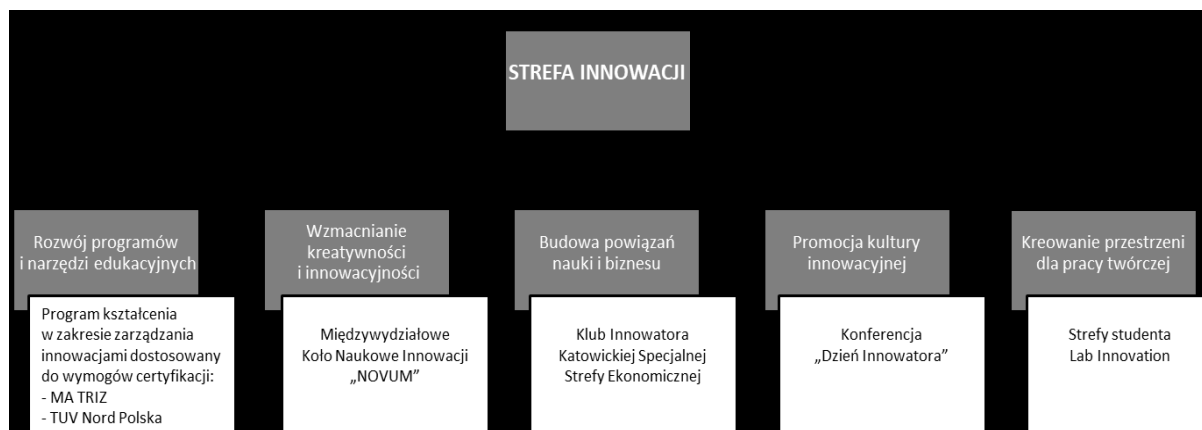 STREFA INNOWACJI
Rozwój programów
i narzędzi edukacyjnych
Program kształcenia
w zakresie zarządzania
innowacjami dostosowany
do wymogów certyfikacji:
- MA TRIZ
- TUV Nord Polska
Wzmacnianie
kreatywności
i innowacyjności
Międzywydziałowe
Koło Naukowe Innowacji
„NOVUM”
Budowa powiązań
nauki i biznesu
Klub Innowatora
Katowickiej Specjalnej
Strefy Ekonomicznej
Promocja kultury
innowacyjnej
Konferencja
„Dzień Innowatora”
Kreowanie przestrzeni
dla pracy twórczej
Strefy studenta
Lab Innovation